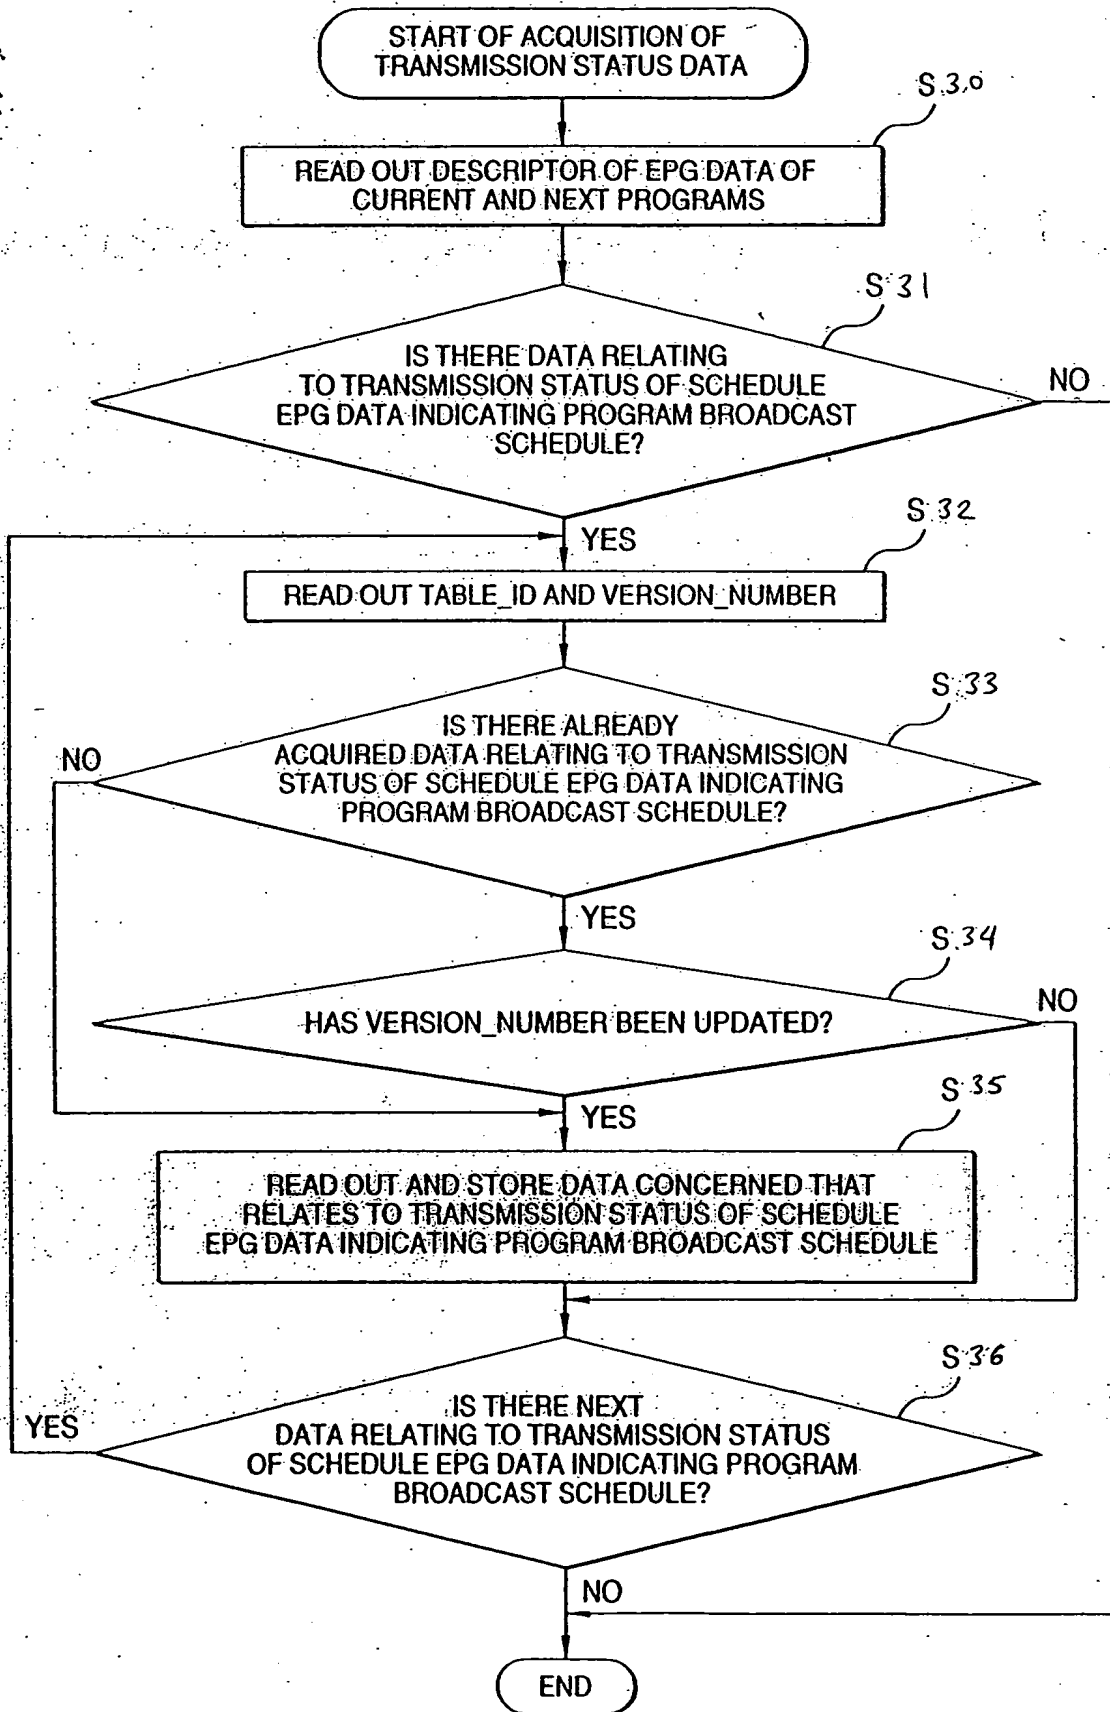 START OF ACQUISITION OF
TRANSMISSION STATUS DATA
S30
READ OUT DESCRIPTOR OF EPG DATA OF
CURRENT AND NEXT PROGRAMS
S31
IS THERE DATA RELATING
TO TRANSMISSION STATUS OF SCHEDULE
EPG DATA INDICATING PROGRAM BROADCAST
SCHEDULE?
NO
YES
S32
READ OUT TABLE_ID AND VERSION_NUMBER
S33
IS THERE ALREADY
ACQUIRED DATA RELATING TO TRANSMISSION
STATUS OF SCHEDULE EPG DATA INDICATING
PROGRAM BROADCAST SCHEDULE?
NO
YES
S34
HAS VERSION_NUMBER BEEN UPDATED?
NO
YES
S35
READ OUT AND STORE DATA CONCERNED THAT
RELATES TO TRANSMISSION STATUS OF SCHEDULE
EPG DATA INDICATING PROGRAM BROADCAST SCHEDULE
S36
IS THERE NEXT
DATA RELATING TO TRANSMISSION STATUS
OF SCHEDULE EPG DATA INDICATING PROGRAM
BROADCAST SCHEDULE?
YES
NO
END